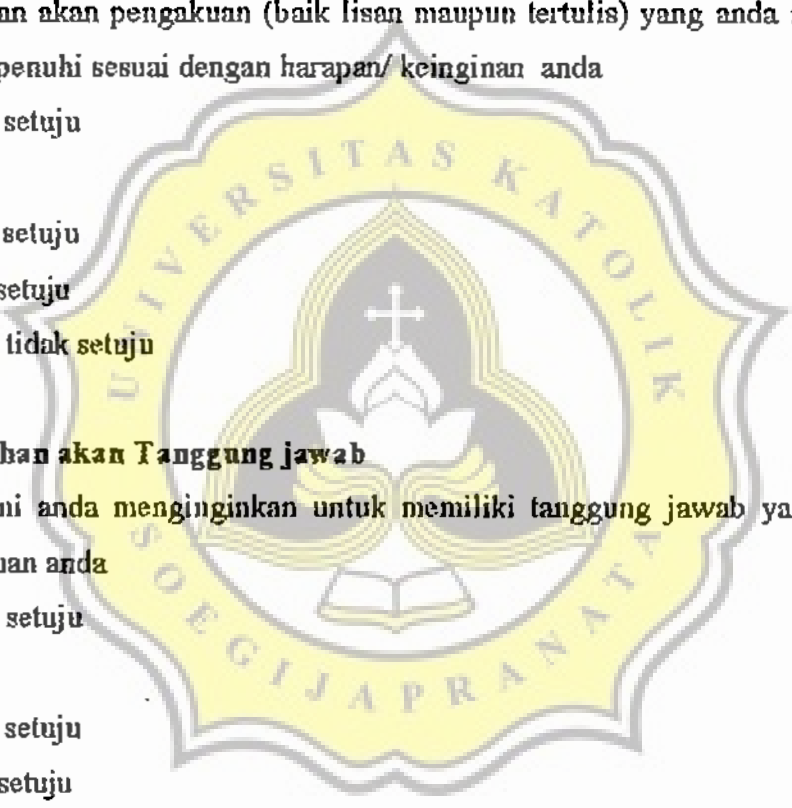 an akan pengakuan (baik lisan maupun tertulis) yang anda
penuhi sesuai dengan harapan/ keinginan anda
setuju
setuju
setuju
tidak setuju
han akan Tanggung jawab
ni anda menginginkan untuk memiliki tanggung jawab ya
uan anda
setuju
setuju
setuju
UNIVERSITAS KATOLIK
SOEGIJAPRANATA